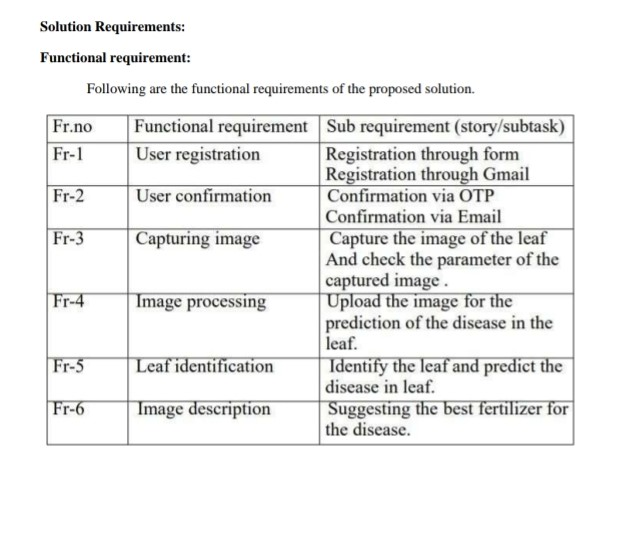 Solution Requirements:
Functional requirement:
Following are the functional requirements of the proposed solution.
Fr.no Functional requirement Sub requirement (story/subtask)
Fr-1 User registration Registration through form
Registration through Gmail
Fr-2 User confirmation Confirmation via OTP
Confirmation via Email
Fr-3 Capturing image Capture the image of the leaf
And check the parameter of the
captured image .
Fr-4 Image processing Upload the image for the
prediction of the disease in the
leaf.
Fr-5 Leaf identification Identify the leaf and predict the
disease in leaf.
Fr-6 Image description Suggesting the best fertilizer for
the disease.